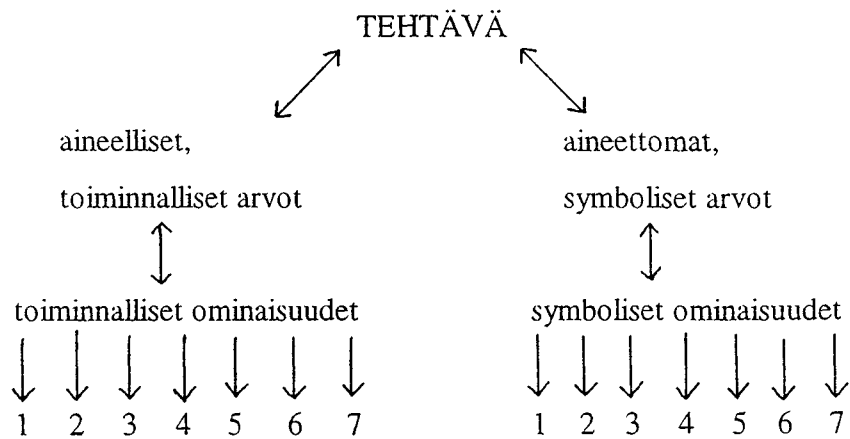 TEHTÄVÄ
aineelliset, aineettomat,
toiminnalliset arvot symboliset arvot
toiminnalliset ominaisuudet symboliset ominaisuudet
1 2 3 4 5 6 7 1 2 3 4 5 6 7